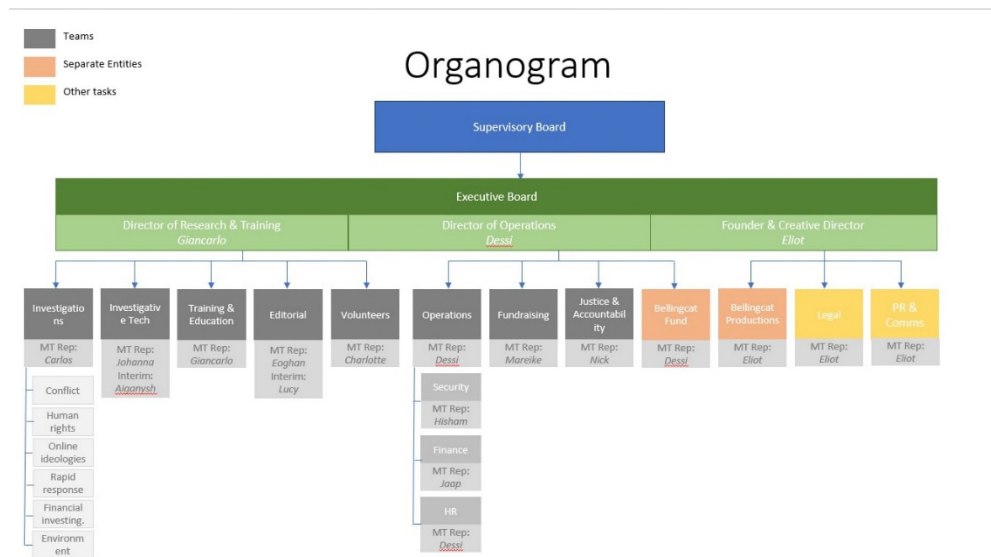 Teams
Separate Entities
Other tasks
Organogram
Supervisory Board
Executive Board
Director of Research & Training
Giancarlo
Director of Operations
Dessi
Founder & Creative Director
Eliot
Investigatio
ns
MT Rep:
Carlos
Conflict
Human
rights
Online
ideologies
Rapid
response
Financial
investing.
Environm
ent
Investigativ
e Tech
MT Rep:
Johanna
Interim:
Aiganysh
Training &
Education
MT Rep:
Giancarlo
Editorial
MT Rep:
Eoghan
Interim:
Lucy
Volunteers
MT Rep:
Charlotte
Operations
MT Rep:
Dessi
Security
MT Rep:
Hisham
Finance
MT Rep:
Jaap
HR
MT Rep:
Dessi
Fundraising
MT Rep:
Mareike
Justice &
Accountabil
ity
MT Rep:
Nick
Bellingcat
Fund
MT Rep:
Dessi
Bellingcat
Productions
MT Rep:
Eliot
Legal
MT Rep:
Eliot
PR &
Comms
MT Rep:
Eliot